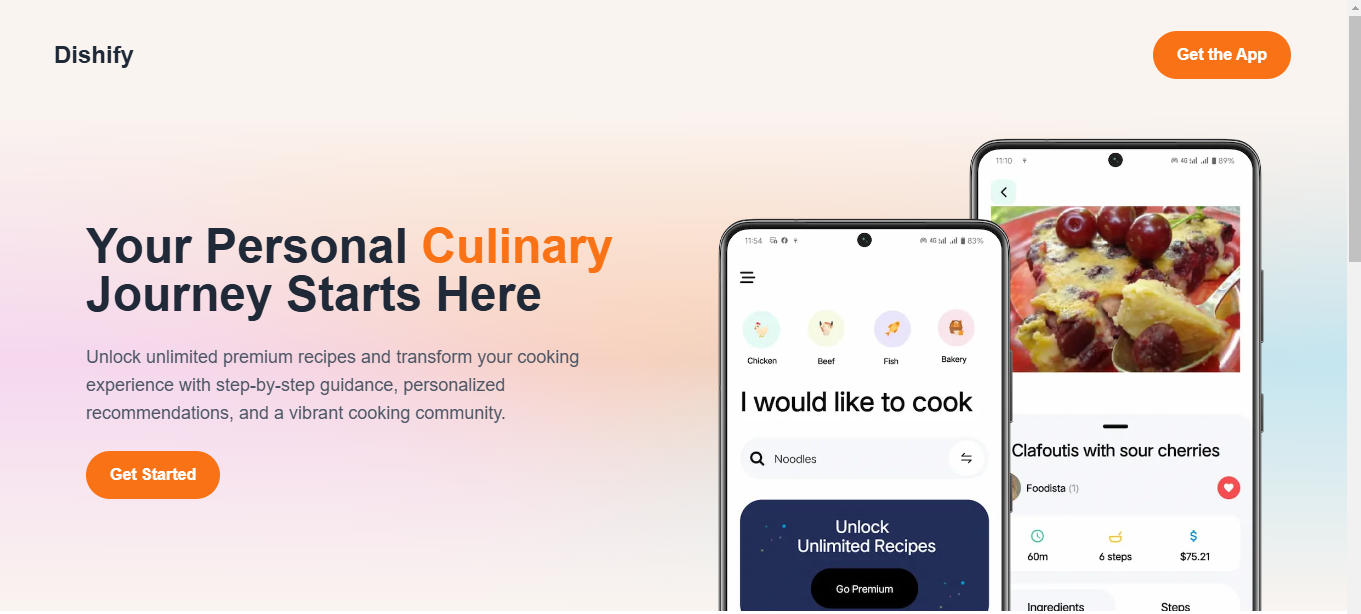 Dishify
Get the App
Your Personal Culinary
Journey Starts Here
Unlock unlimited premium recipes and transform your cooking
experience with step-by-step guidance, personalized
recommendations, and a vibrant cooking community.
Get Started
11:54
4G
83%
Chicken
Beef
Fish
Bakery
I would like to cook
Noodles
Unlock
Unlimited Recipes
Go Premium
11:10
4G
89%
Clafoutis with sour cherries
Foodista (1)
60m
6 steps
$75.21
Ingredients
Steps